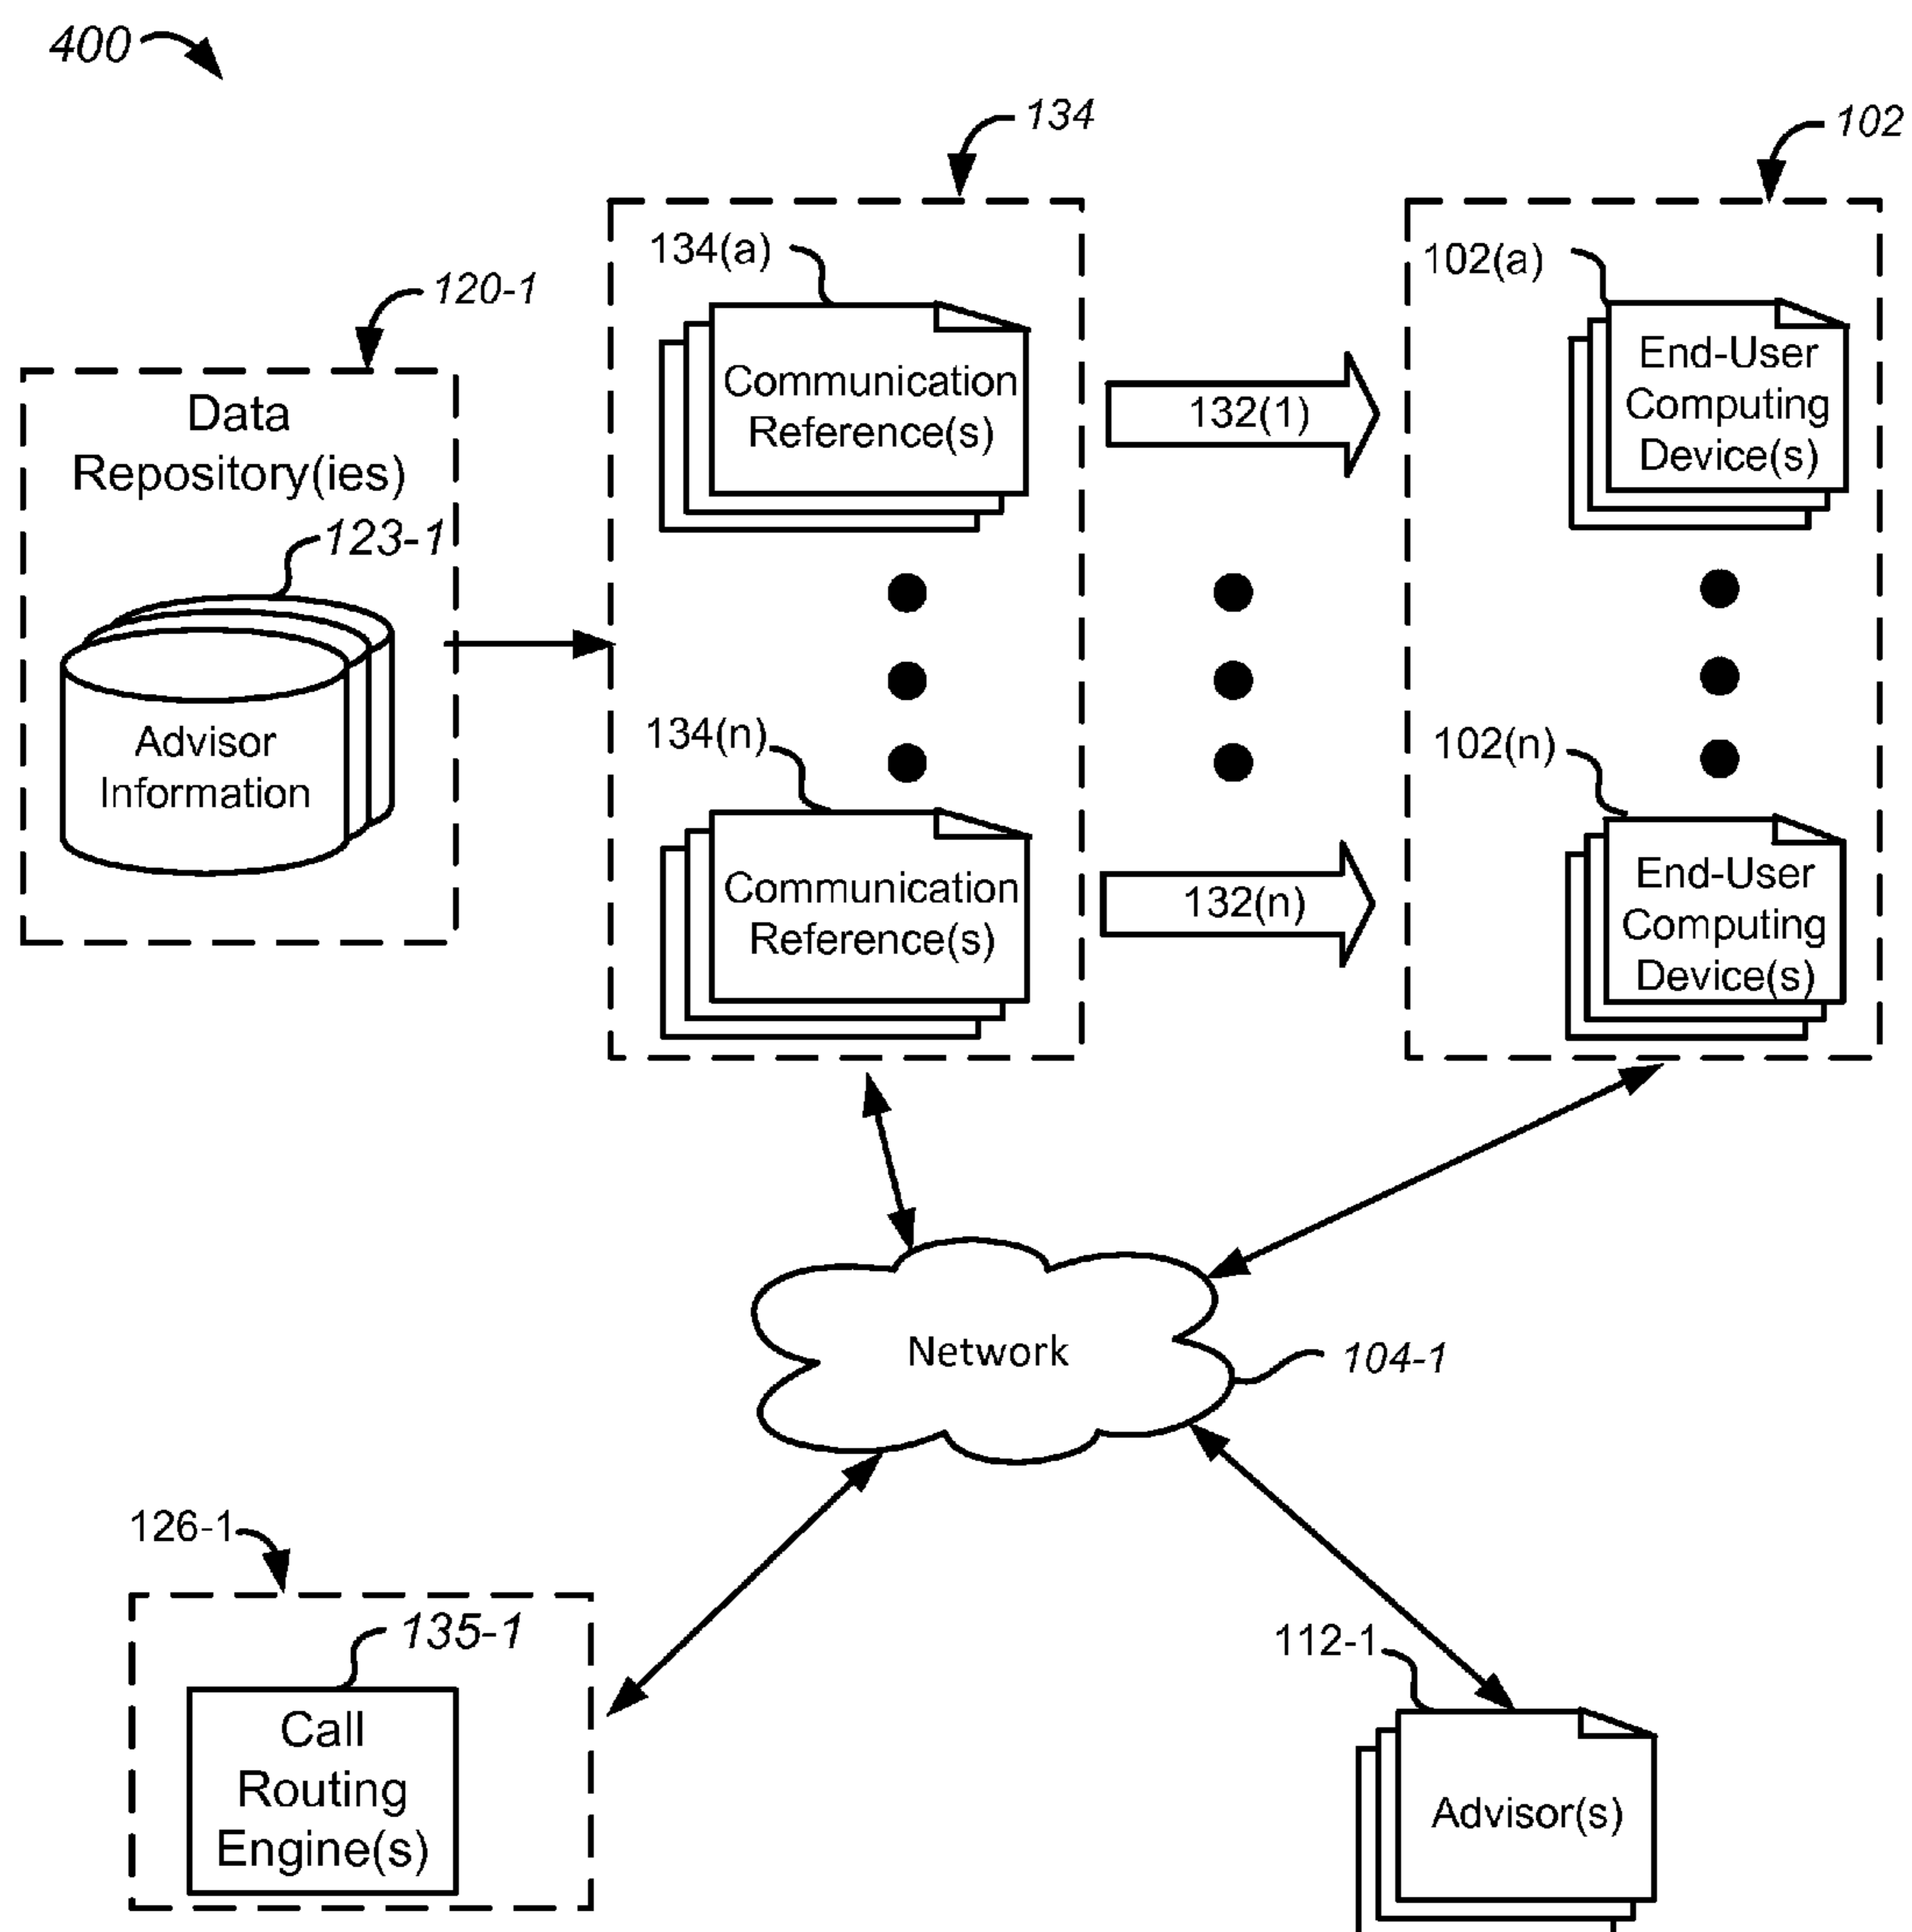 400
134
102
134(a)
102(a)
120-1
Data
Repository(ies)
123-1
Advisor
Information
Communication
Reference(s)
132(1)
End-User
Computing
Device(s)
134(n)
102(n)
Communication
Reference(s)
132(n)
End-User
Computing
Device(s)
Network
104-1
126-1
135-1
Call
Routing
Engine(s)
112-1
Advisor(s)